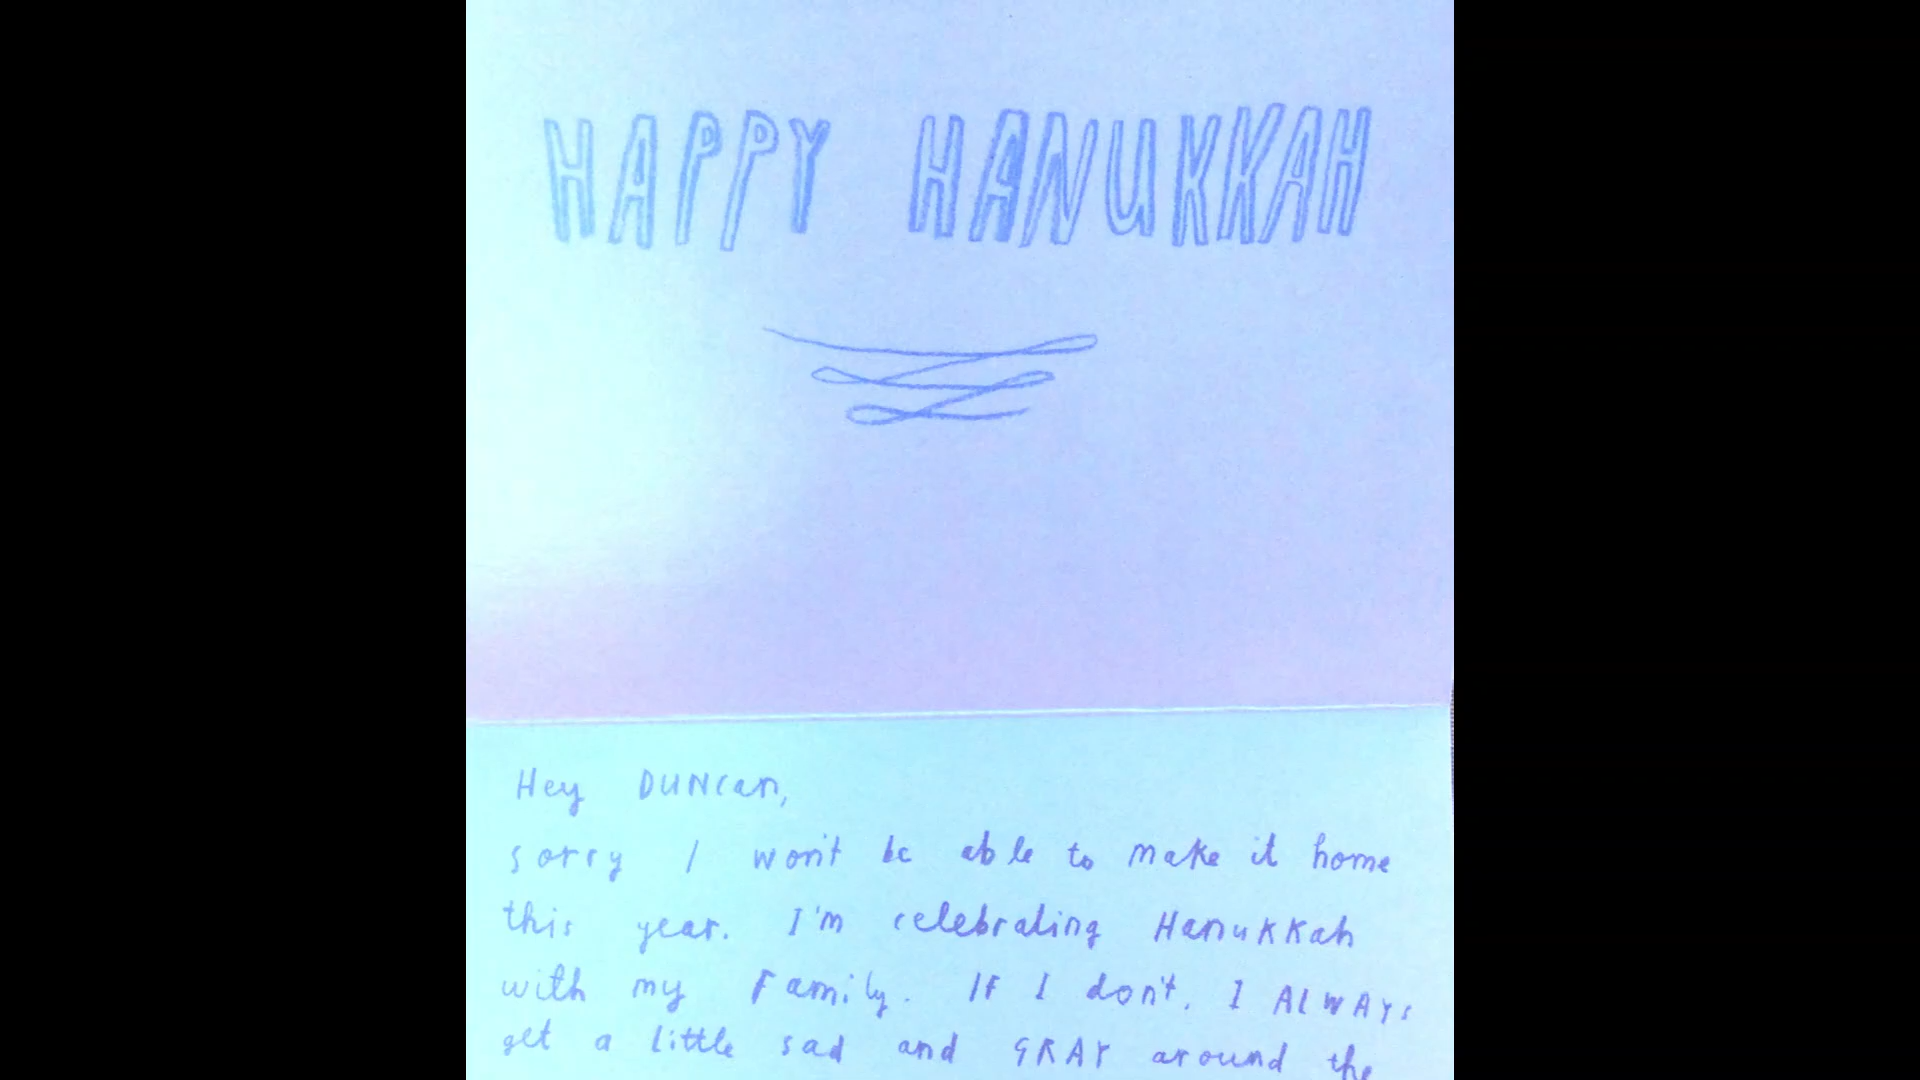 HAPPY HANUKKAH
Hey DUNCan,
sorry I won't be able to make it home
this year. I'm celebrating HanuKKah
with my Family. IF I don't, I ALWAYS
get a little sad and GRAY around the